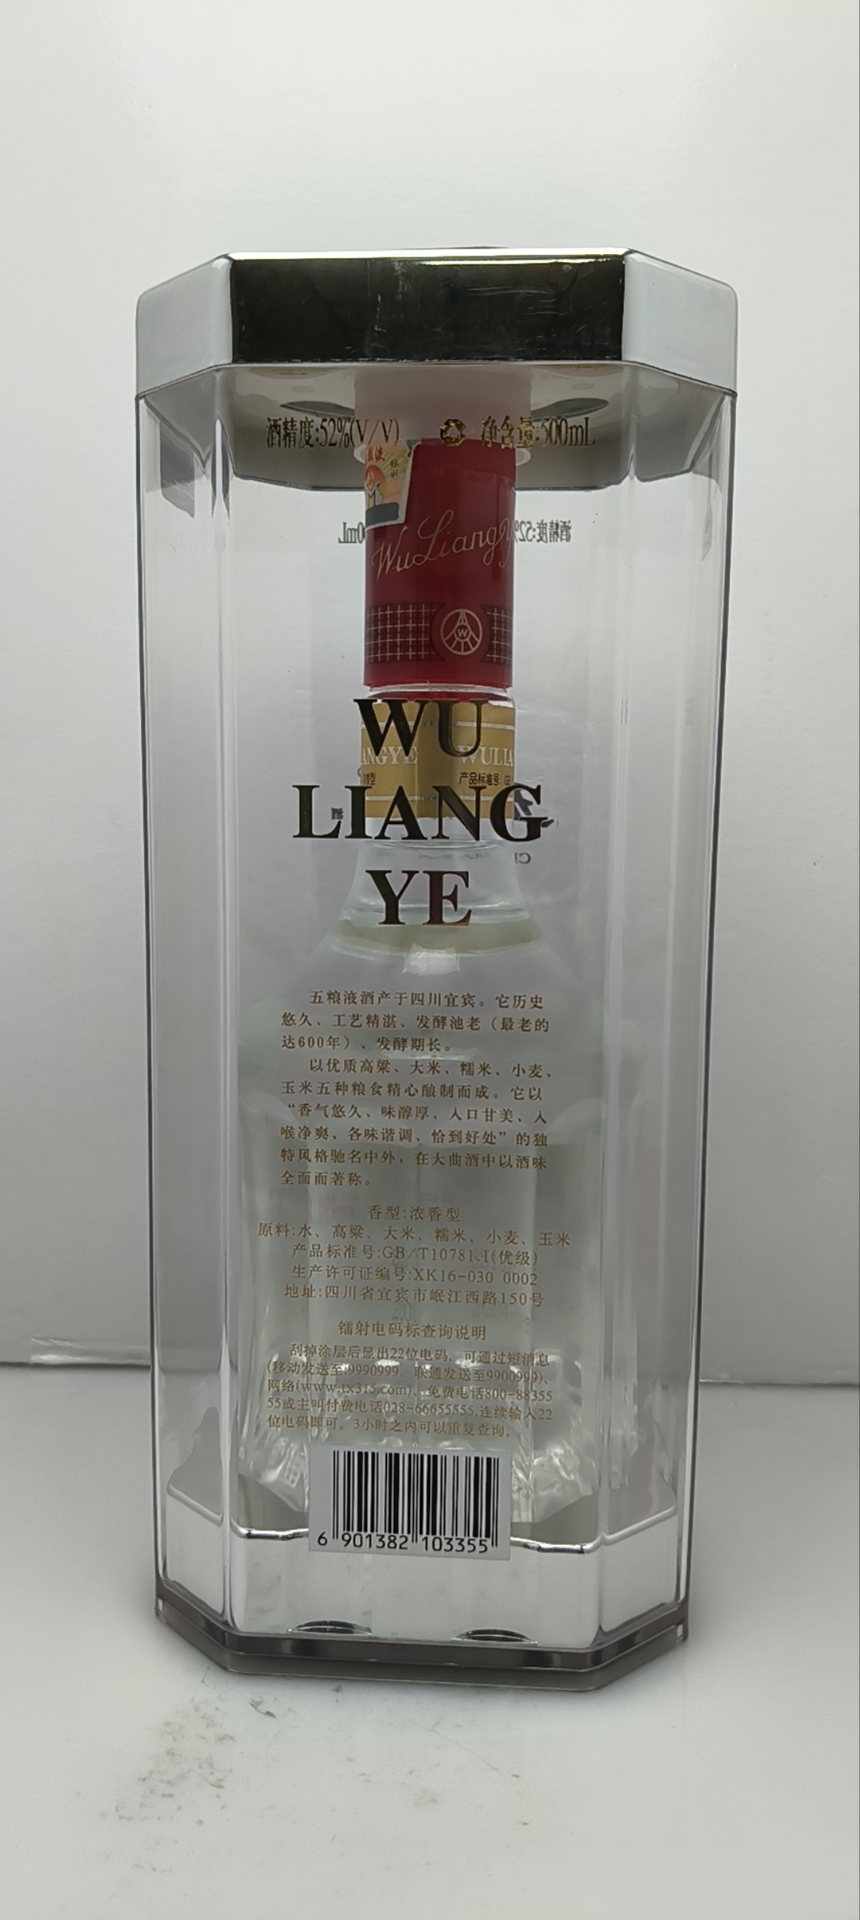 酒精度:52%(V/V) 净含量:500mL
WuLiangy
W
WU
ANGYE WULIA
产品标准号:
LIANG
YE
五粮液酒产于四川宜宾。它历史
悠久、工艺精湛、发酵池老（最老的
达600年）、发酵期长。
以优质高粱、大米、糯米、小麦、
玉米五种粮食精心酿制而成。它以
“香气悠久、味醇厚、入口甘美、入
喉净爽、各味谐调、恰到好处”的独
特风格驰名中外，在大曲酒中以酒味
全面而著称。
香型:浓香型
原料:水、高粱、大米、糯米、小麦、玉米
产品标准号:GB/T10781.1(优级)
生产许可证编号:XK16-030 0002
地址:四川省宜宾市岷江西路150号
镭射电码标查询说明
刮掉涂层后显出22位电码，可通过短消息
(移动发送至:9990999、联通发送至9900999)、
网络(www.tx315.com)、免费电话800-88355
55或主叫付费电话028-66655555,连续输入22
位电码即可。3小时之内可以重复查询。
6 901382 103355